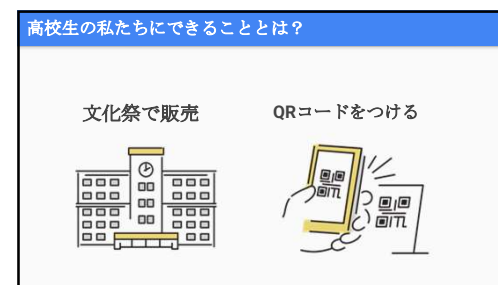 高校生の私たちにできることとは？
文化祭で販売
QRコードをつける